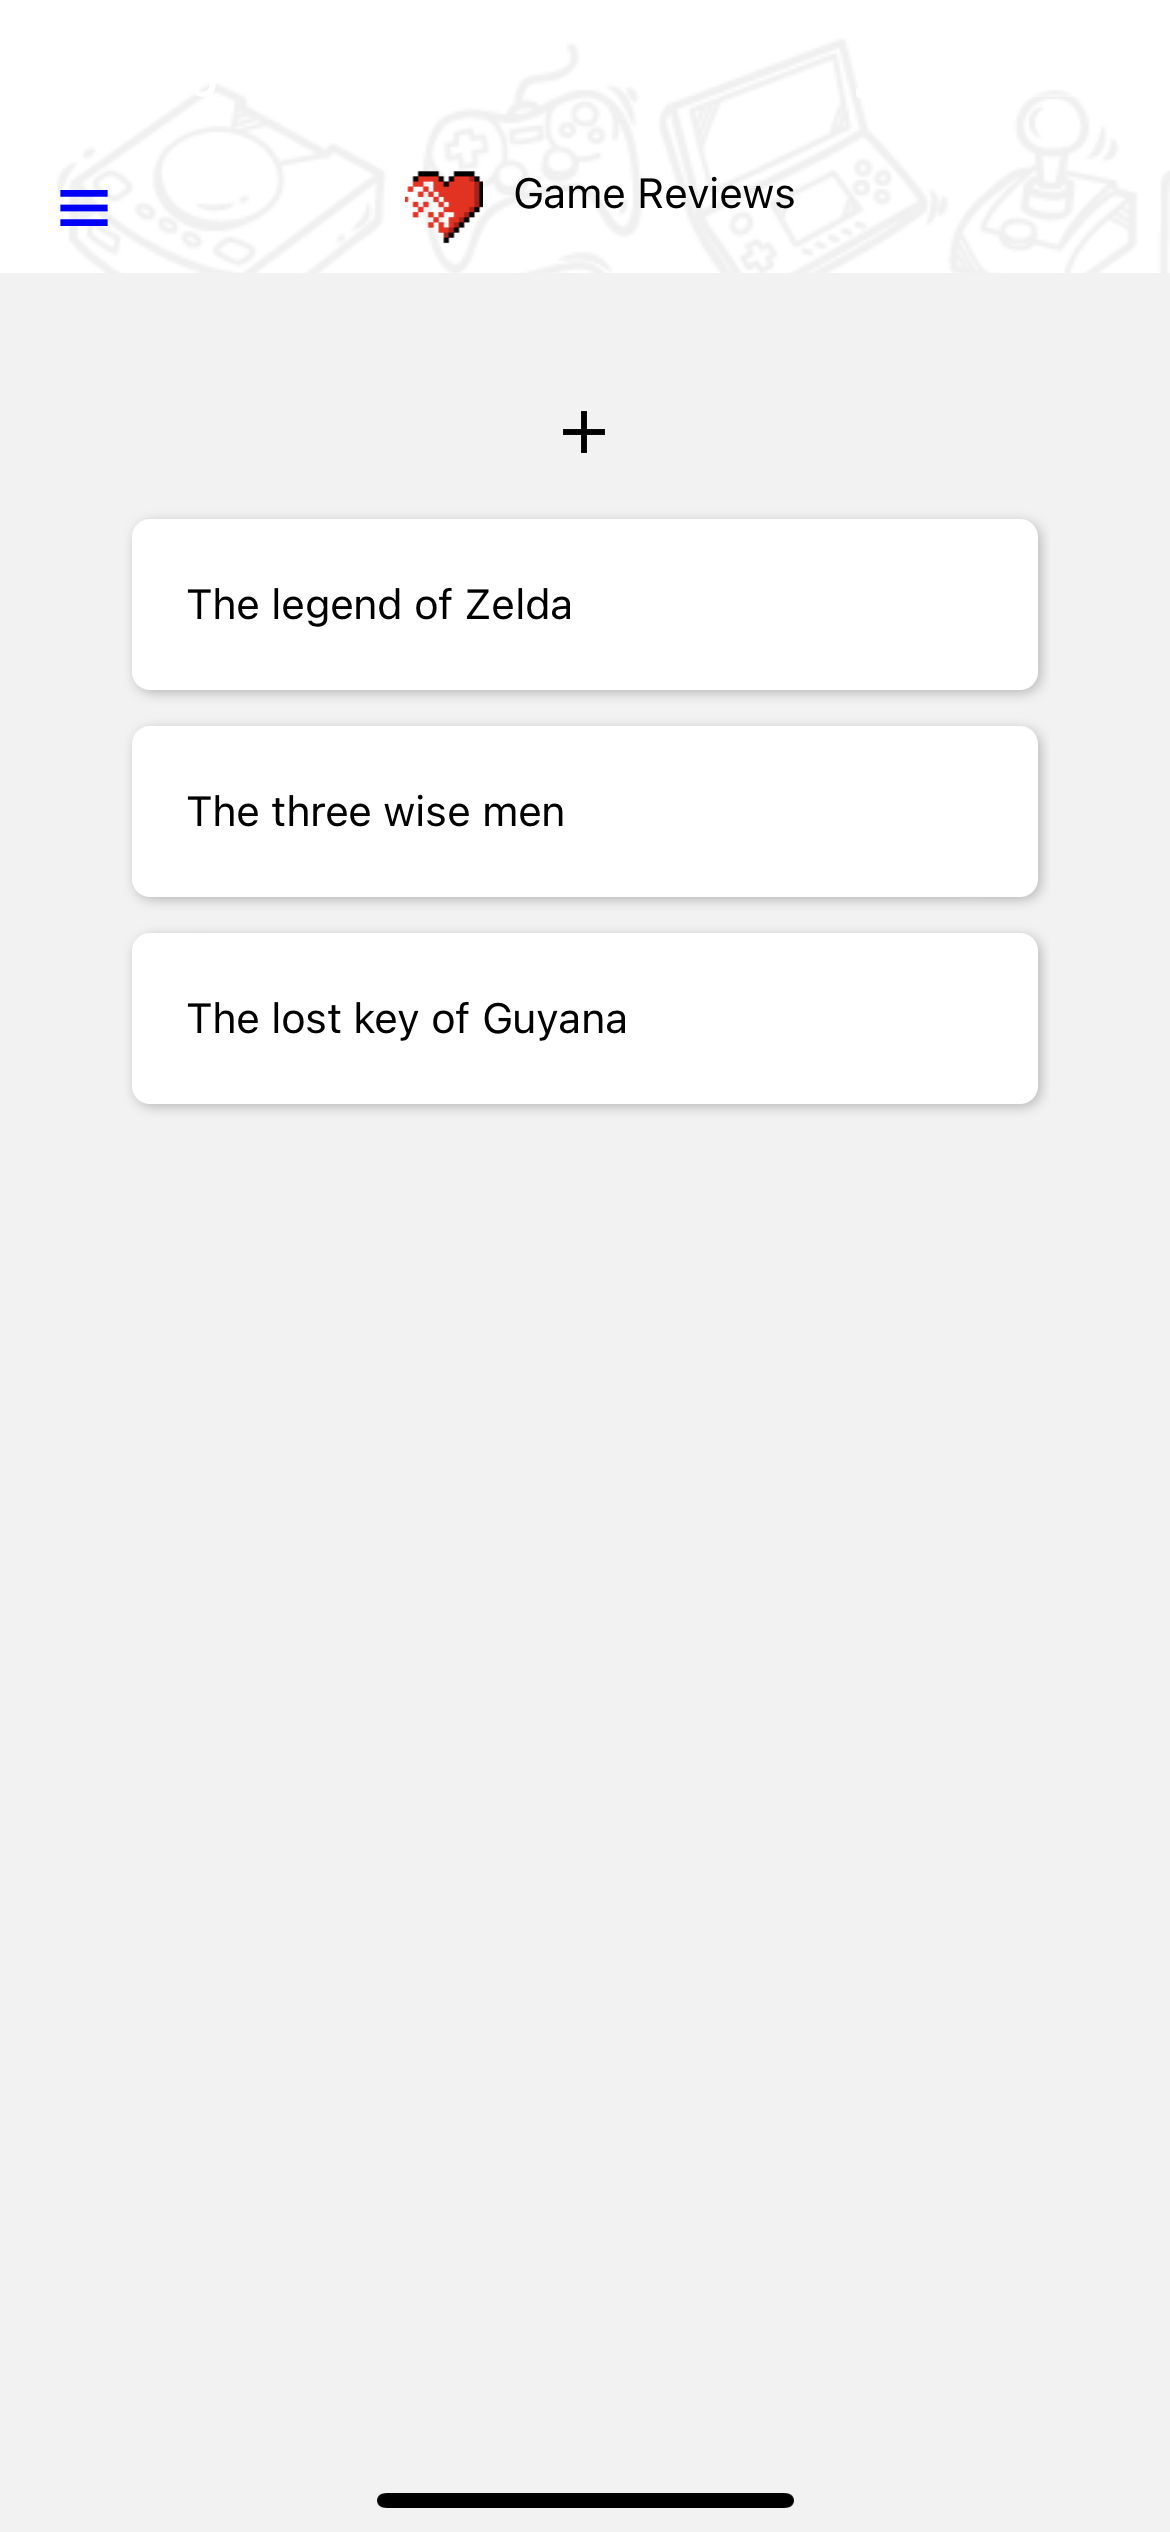 Game Reviews
The legend of Zelda
The three wise men
The lost key of Guyana